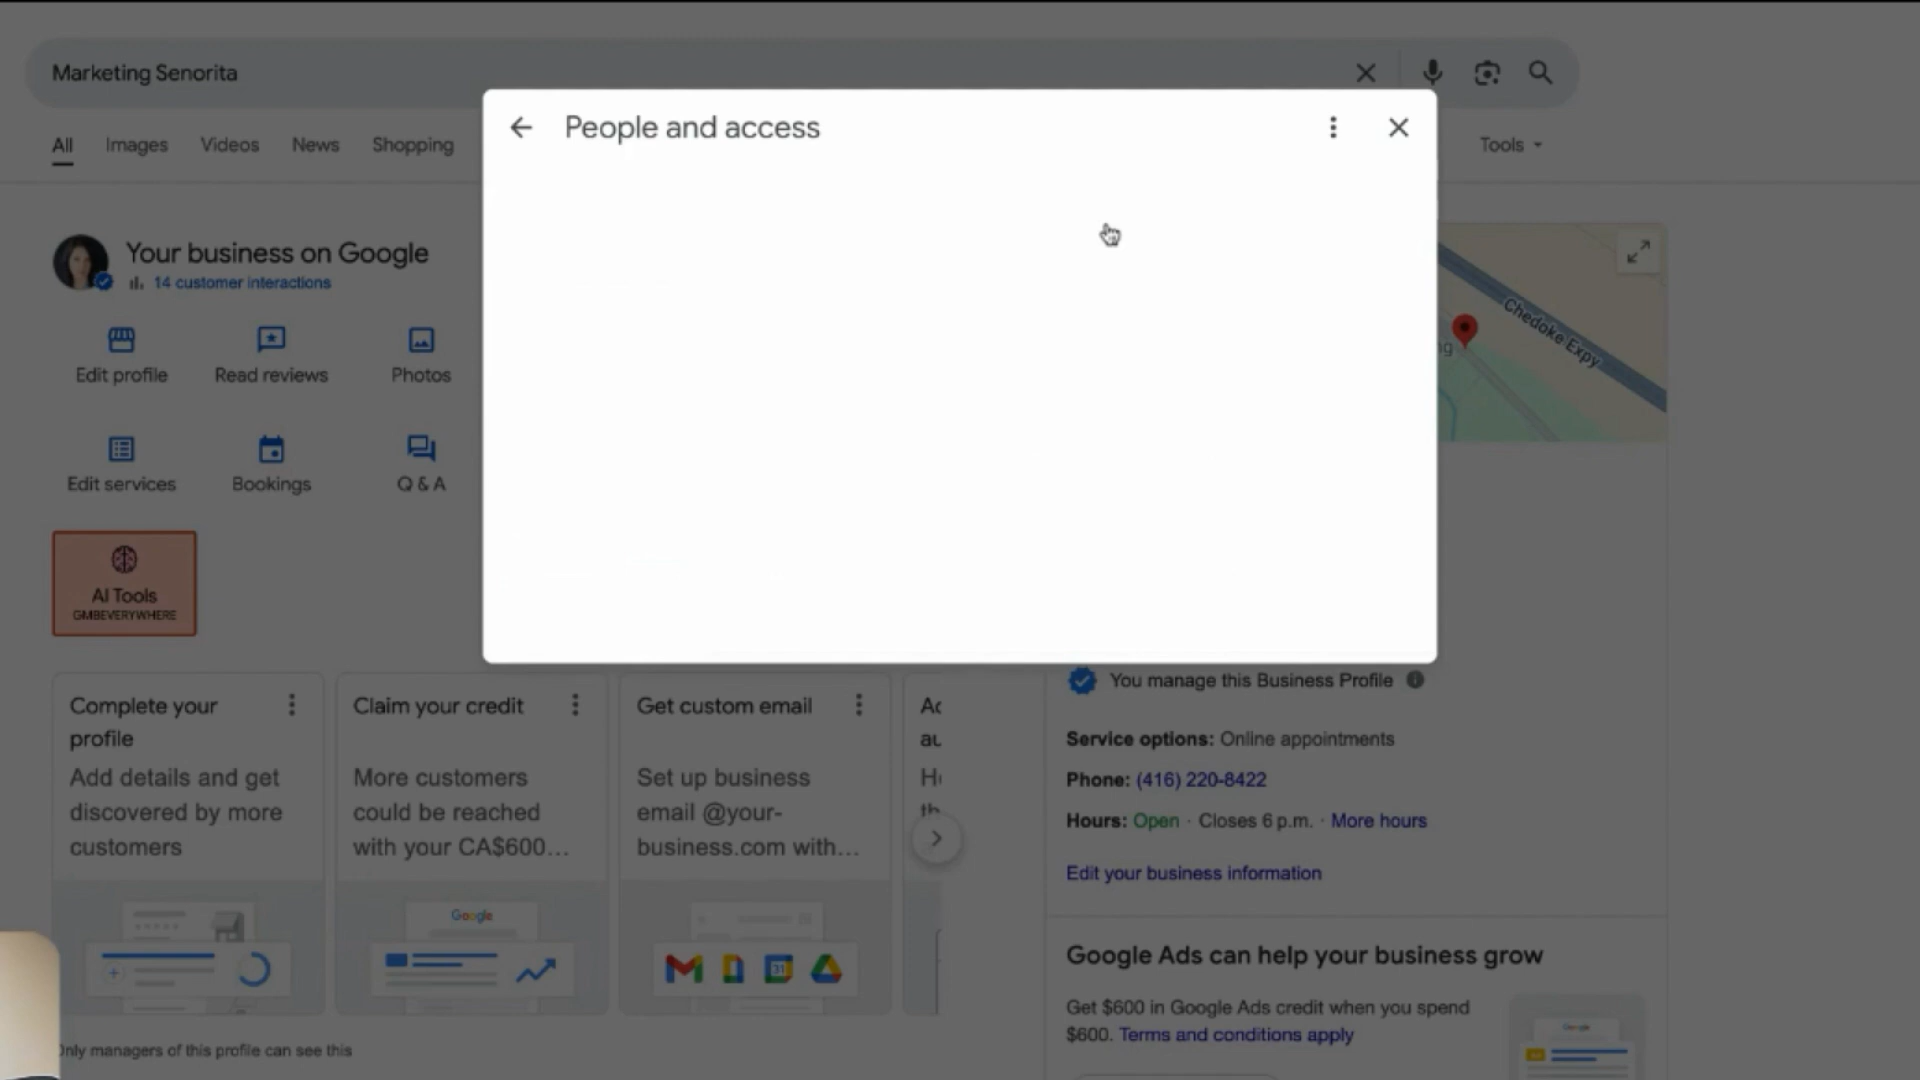 Marketing Senorita
All Images Videos News Shopping Tools
People and access
Your business on Google
14 customer interactions
Edit profile Read reviews Photos
Edit services Bookings Q & A
AI Tools
GMBEVERYWHERE
Chedoke Expy
Complete your
profile
Add details and get
discovered by more
customers
Claim your credit
More customers
could be reached
with your CA$600...
Get custom email
Set up business
email @your-
business.com with...
You manage this Business Profile
Service options: Online appointments
Phone: (416) 220-8422
Hours: Open · Closes 6 p.m. · More hours
Edit your business information
Google
31
Google Ads can help your business grow
Get $600 in Google Ads credit when you spend
$600. Terms and conditions apply
Google
only managers of this profile can see this